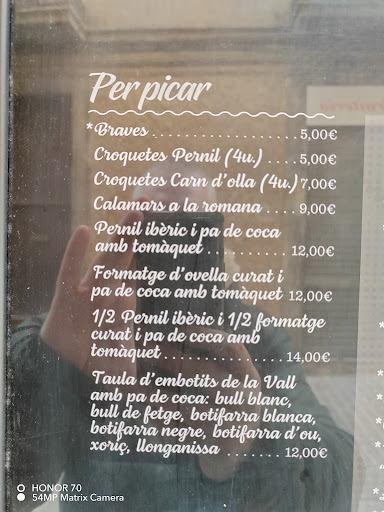 Per picar
*Braves . . . . . . . . . . . . . . . . . . . . 5,00€
Croquetes Pernil (4u.) . . . . . 5,00€
Croquetes Carn d'olla (4u.) 7,00€
Calamars a la romana . . . . . 9,00€
Pernil ibèric i pa de coca
amb tomàquet . . . . . . . . . . . . . . 12,00€
Formatge d'ovella curat i
pa de coca amb tomàquet 12,00€
1/2 Pernil ibèric i 1/2 formatge
curat i pa de coca amb
tomàquet . . . . . . . . . . . . . . . . . . . 14,00€
Taula d'embotits de la Vall
amb pa de coca: bull blanc,
bull de fetge, botifarra blanca,
botifarra negre, botifarra d'ou,
xoriç, llonganissa . . . . . . . . . 12,00€
HONOR 70
54MP Matrix Camera